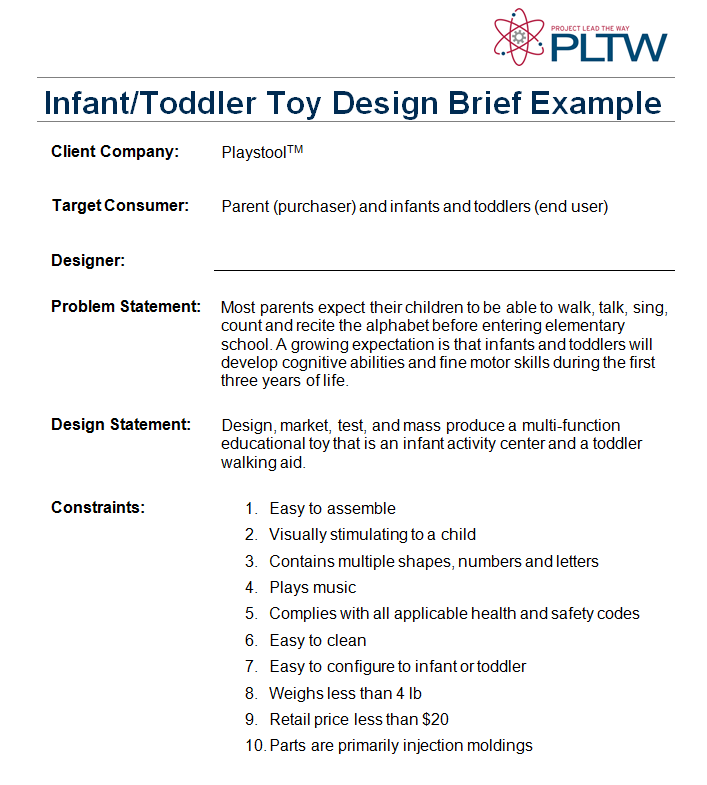 PROJECT LEAD THE WAY
PLTW
Infant/Toddler Toy Design Brief Example
Client Company: Playstool™
Target Consumer: Parent (purchaser) and infants and toddlers (end user)
Designer:
Problem Statement: Most parents expect their children to be able to walk, talk, sing,
count and recite the alphabet before entering elementary
school. A growing expectation is that infants and toddlers will
develop cognitive abilities and fine motor skills during the first
three years of life.
Design Statement: Design, market, test, and mass produce a multi-function
educational toy that is an infant activity center and a toddler
walking aid.
Constraints: 1. Easy to assemble
2. Visually stimulating to a child
3. Contains multiple shapes, numbers and letters
4. Plays music
5. Complies with all applicable health and safety codes
6. Easy to clean
7. Easy to configure to infant or toddler
8. Weighs less than 4 lb
9. Retail price less than $20
10. Parts are primarily injection moldings